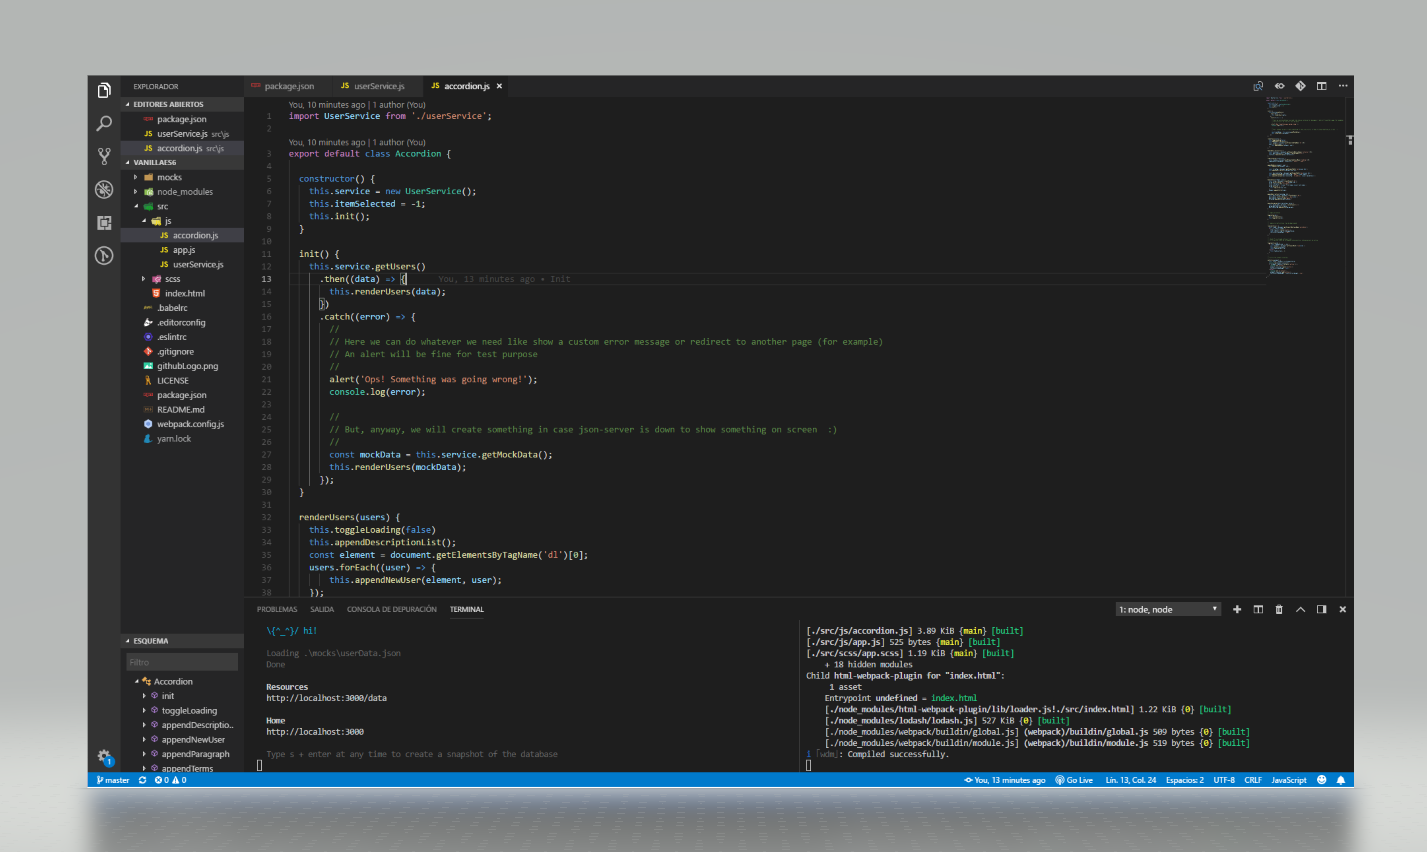 EXPLORADOR
EDITORES ABIERTOS
package.json
JS userService.js src\js
JS accordion.js src\js
VANILLAES6
mocks
node_modules
src
js
JS accordion.js
JS app.js
JS userService.js
scss
index.html
.babelrc
.editorconfig
.eslintrc
.gitignore
githubLogo.png
LICENSE
package.json
README.md
webpack.config.js
yarn.lock
ESQUEMA
Filtro
Accordion
init
toggleLoading
appendDescriptio..
appendNewUser
appendParagraph
appendTerms
package.json
JS userService.js
JS accordion.js ×
You, 10 minutes ago | 1 author (You)
1 import UserService from './userService';
2
You, 10 minutes ago | 1 author (You)
3 export default class Accordion {
4
5 constructor() {
6 this.service = new UserService();
7 this.itemSelected = -1;
8 this.init();
9 }
10
11 init() {
12 this.service.getUsers()
13 .then((data) => { You, 13 minutes ago • Init
14 this.renderUsers(data);
15 })
16 .catch((error) => {
17 //
18 // Here we can do whatever we need like show a custom error message or redirect to another page (for example)
19 // An alert will be fine for test purpose
20 //
21 alert('Ops! Something was going wrong!');
22 console.log(error);
23
24 //
25 // But, anyway, we will create something in case json-server is down to show something on screen :)
26 //
27 const mockData = this.service.getMockData();
28 this.renderUsers(mockData);
29 });
30 }
31
32 renderUsers(users) {
33 this.toggleLoading(false)
34 this.appendDescriptionList();
35 const element = document.getElementsByTagName('dl')[0];
36 users.forEach((user) => {
37 this.appendNewUser(element, user);
38 });
PROBLEMAS SALIDA CONSOLA DE DEPURACIÓN TERMINAL
1: node, node
\{^_^}/ hi!
Loading .\mocks\userData.json
Done
Resources
http://localhost:3000/data
Home
http://localhost:3000
Type s + enter at any time to create a snapshot of the database
[./src/js/accordion.js] 3.89 KiB {main} [built]
[./src/js/app.js] 525 bytes {main} [built]
[./src/scss/app.scss] 1.19 KiB {main} [built]
+ 18 hidden modules
Child html-webpack-plugin for "index.html":
1 asset
Entrypoint undefined = index.html
[./node_modules/html-webpack-plugin/lib/loader.js!./src/index.html] 1.22 KiB {0} [built]
[./node_modules/lodash/lodash.js] 527 KiB {0} [built]
[./node_modules/webpack/buildin/global.js] (webpack)/buildin/global.js 509 bytes {0} [built]
[./node_modules/webpack/buildin/module.js] (webpack)/buildin/module.js 519 bytes {0} [built]
i ｢wdm｣: Compiled successfully.
1
master 0 0
You, 13 minutes ago Go Live Lín. 13, Col. 24 Espacios: 2 UTF-8 CRLF JavaScript